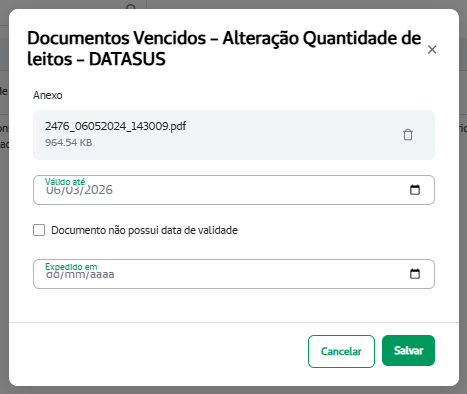 Documentos Vencidos – Alteração Quantidade de
leitos – DATASUS
Anexo
2476_06052024_143009.pdf
964.54 KB
Válido até
06/03/2026
Documento não possui data de validade
Expedido em
dd/mm/aaaa
Cancelar
Salvar